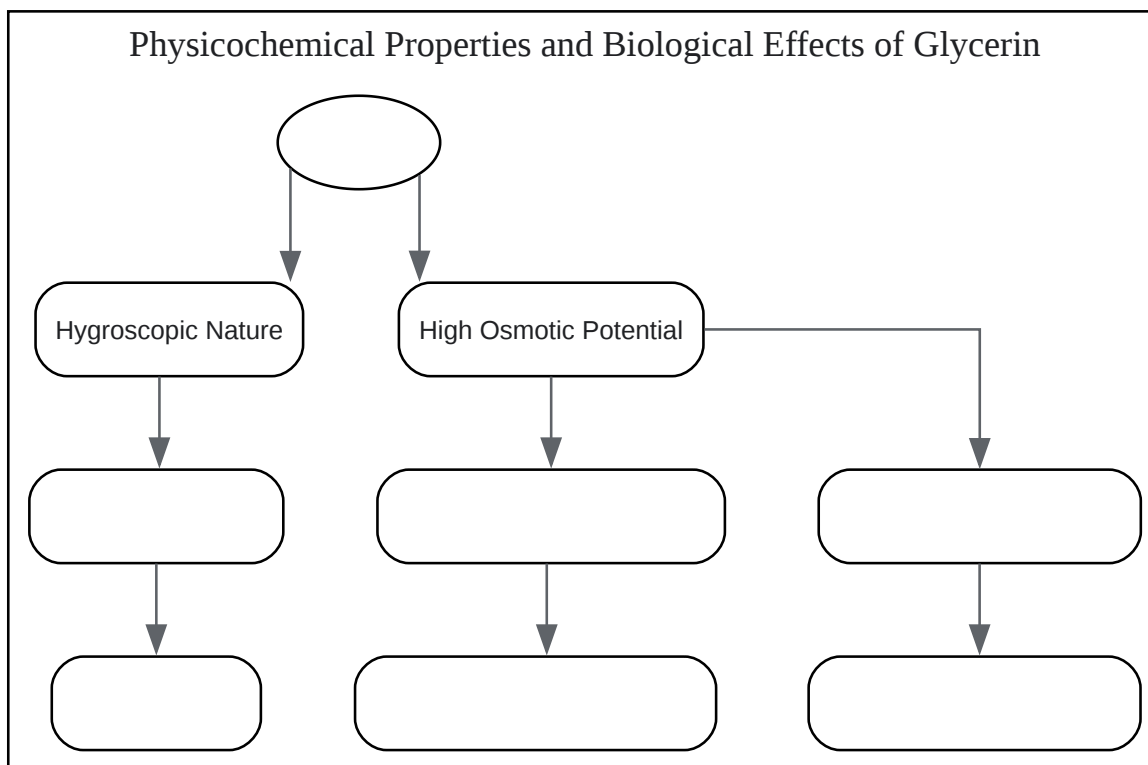 Physicochemical Properties and Biological Effects of Glycerin
Hygroscopic Nature
High Osmotic Potential